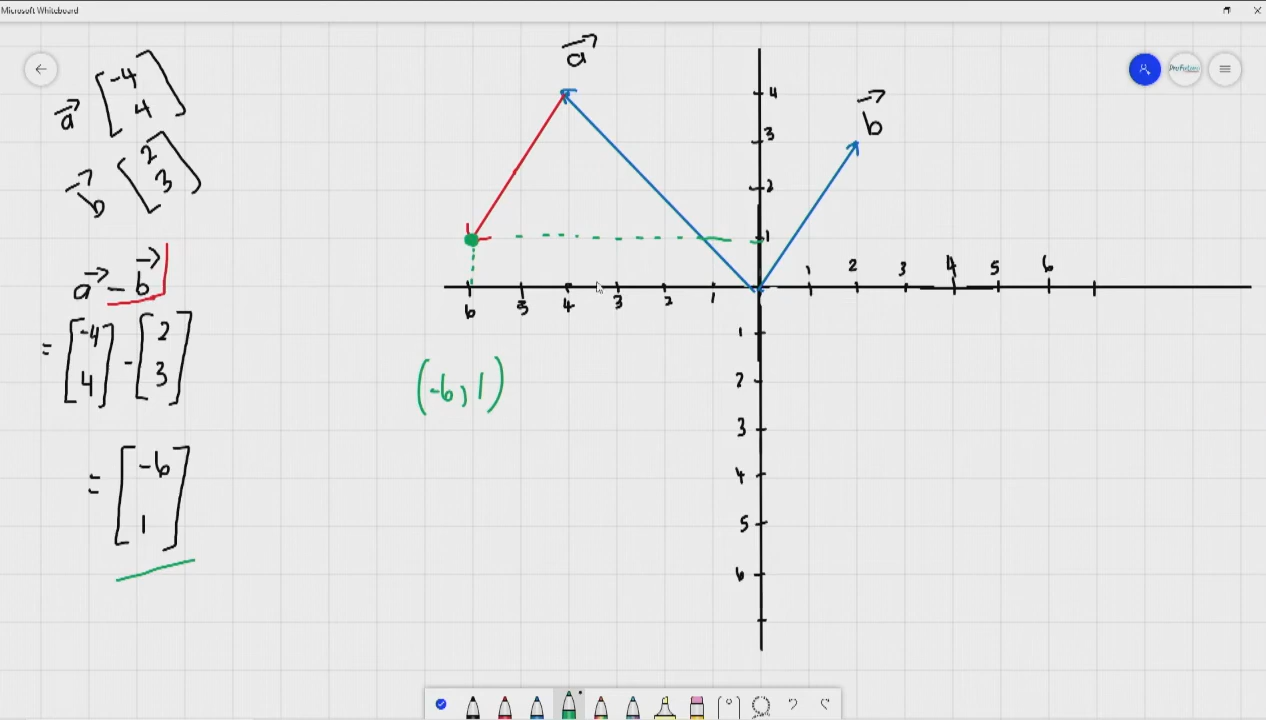 Microsoft Whiteboard
a [-4
4]
b [2
3]
a - b
= [-4 4] - [2 3]
= [-6
1]
a
b
4
3
2
1
6 5 4 3 2 1
1 2 3 4 5 6
1
2
3
4
5
6
(-6, 1)